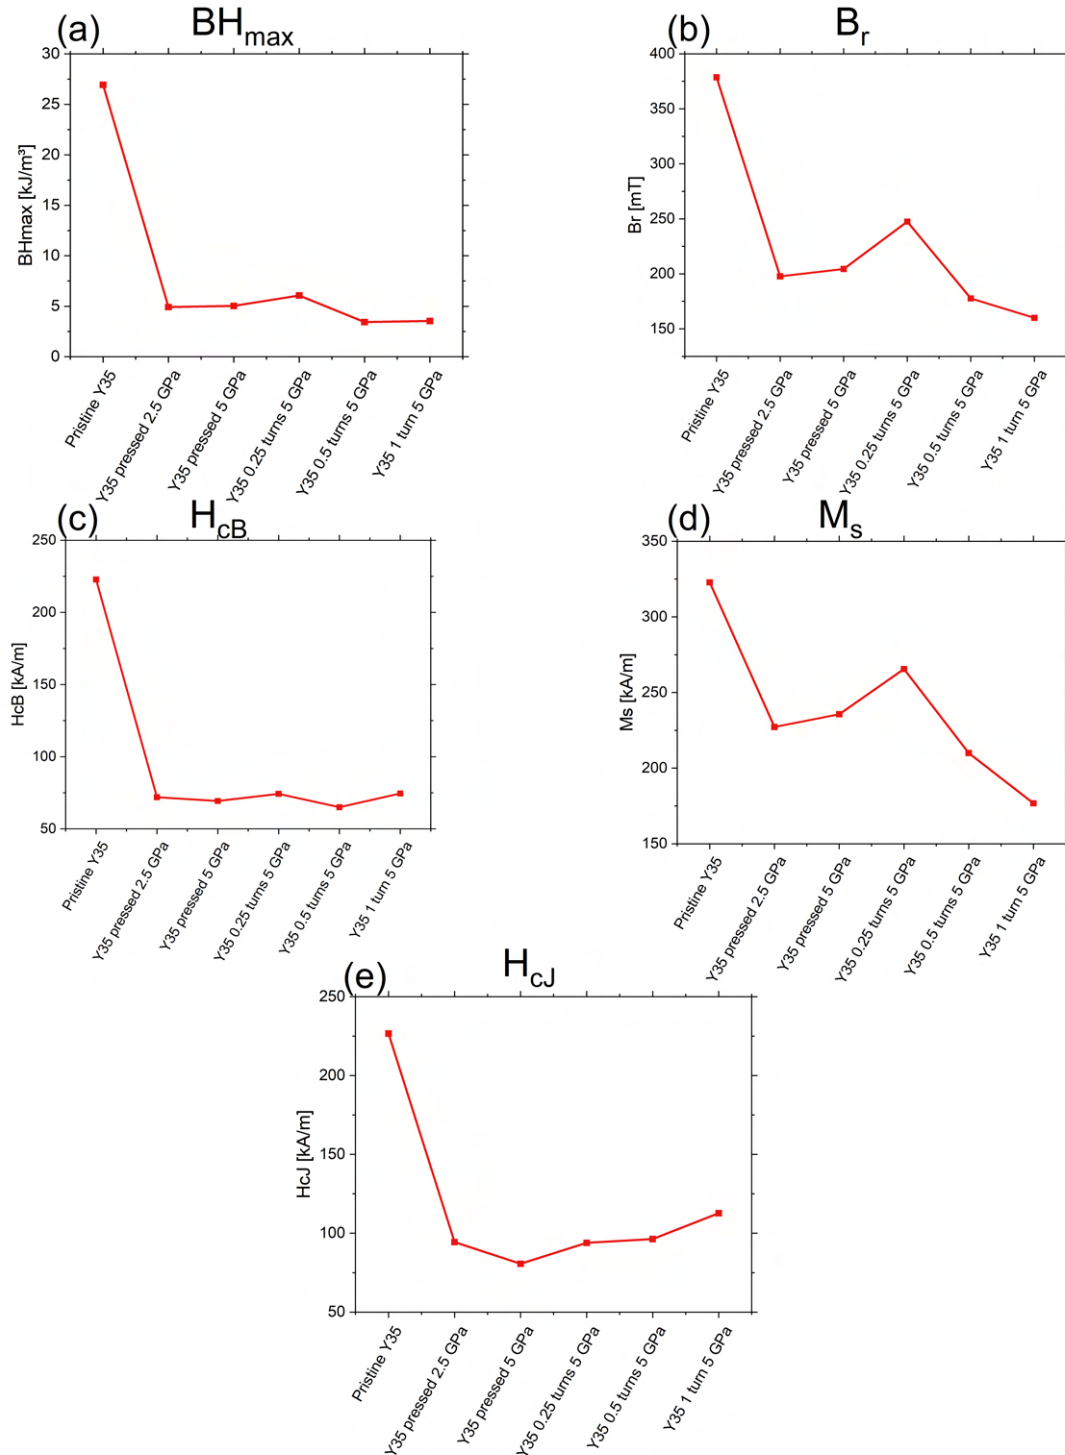 (a) BH_max
30
25
20
15
10
5
0
BHmax [kJ/m³]
Pristine Y35
Y35 pressed 2.5 GPa
Y35 pressed 5 GPa
Y35 0.25 turns 5 GPa
Y35 0.5 turns 5 GPa
Y35 1 turn 5 GPa
(b) B_r
400
350
300
250
200
150
Br [mT]
Pristine Y35
Y35 pressed 2.5 GPa
Y35 pressed 5 GPa
Y35 0.25 turns 5 GPa
Y35 0.5 turns 5 GPa
Y35 1 turn 5 GPa
(c) H_cB
250
200
150
100
50
HcB [kA/m]
Pristine Y35
Y35 pressed 2.5 GPa
Y35 pressed 5 GPa
Y35 0.25 turns 5 GPa
Y35 0.5 turns 5 GPa
Y35 1 turn 5 GPa
(d) M_s
350
300
250
200
150
Ms [kA/m]
Pristine Y35
Y35 pressed 2.5 GPa
Y35 pressed 5 GPa
Y35 0.25 turns 5 GPa
Y35 0.5 turns 5 GPa
Y35 1 turn 5 GPa
(e) H_cJ
250
200
150
100
50
HcJ [kA/m]
Pristine Y35
Y35 pressed 2.5 GPa
Y35 pressed 5 GPa
Y35 0.25 turns 5 GPa
Y35 0.5 turns 5 GPa
Y35 1 turn 5 GPa